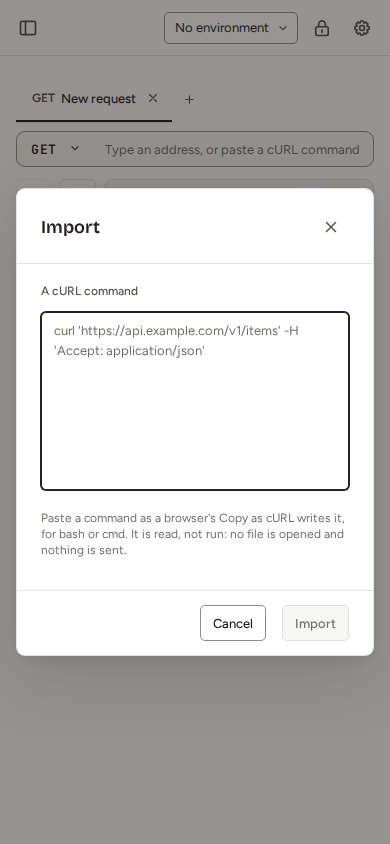 No environment
GET New request
GET Type an address, or paste a cURL command
Import
A cURL command
curl 'https://api.example.com/v1/items' -H
'Accept: application/json'
Paste a command as a browser's Copy as cURL writes it,
for bash or cmd. It is read, not run: no file is opened and
nothing is sent.
Cancel Import